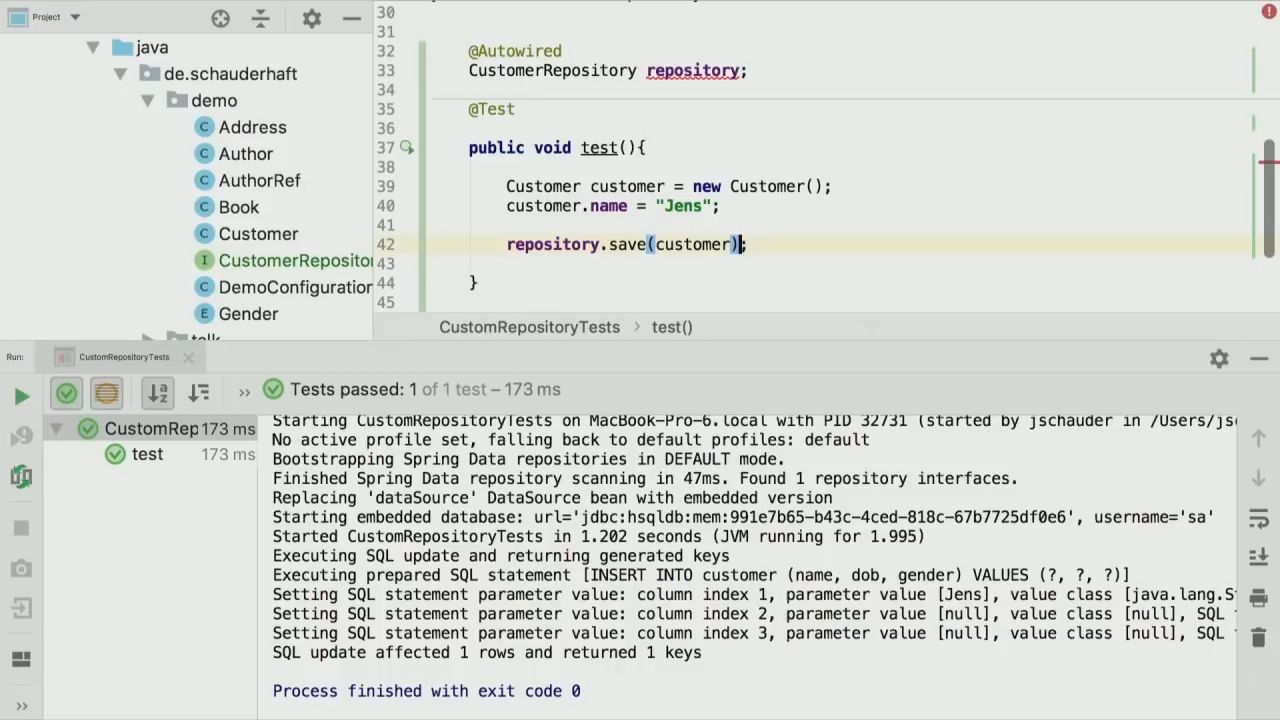 Project
java
de.schauderhaft
demo
Address
Author
AuthorRef
Book
Customer
CustomerReposito
DemoConfiguration
Gender
30
31
32 @Autowired
33 CustomerRepository repository;
34
35 @Test
36
37 public void test(){
38
39 Customer customer = new Customer();
40 customer.name = "Jens";
41
42 repository.save(customer);
43
44 }
45
CustomRepositoryTests › test()
Run: CustomRepositoryTests
Tests passed: 1 of 1 test – 173 ms
CustomRep 173 ms
test 173 ms
Starting CustomRepositoryTests on MacBook-Pro-6.local with PID 32731 (started by jschauder in /Users/jsc
No active profile set, falling back to default profiles: default
Bootstrapping Spring Data repositories in DEFAULT mode.
Finished Spring Data repository scanning in 47ms. Found 1 repository interfaces.
Replacing 'dataSource' DataSource bean with embedded version
Starting embedded database: url='jdbc:hsqldb:mem:991e7b65-b43c-4ced-818c-67b7725df0e6', username='sa'
Started CustomRepositoryTests in 1.202 seconds (JVM running for 1.995)
Executing SQL update and returning generated keys
Executing prepared SQL statement [INSERT INTO customer (name, dob, gender) VALUES (?, ?, ?)]
Setting SQL statement parameter value: column index 1, parameter value [Jens], value class [java.lang.St
Setting SQL statement parameter value: column index 2, parameter value [null], value class [null], SQL
Setting SQL statement parameter value: column index 3, parameter value [null], value class [null], SQL
SQL update affected 1 rows and returned 1 keys
Process finished with exit code 0